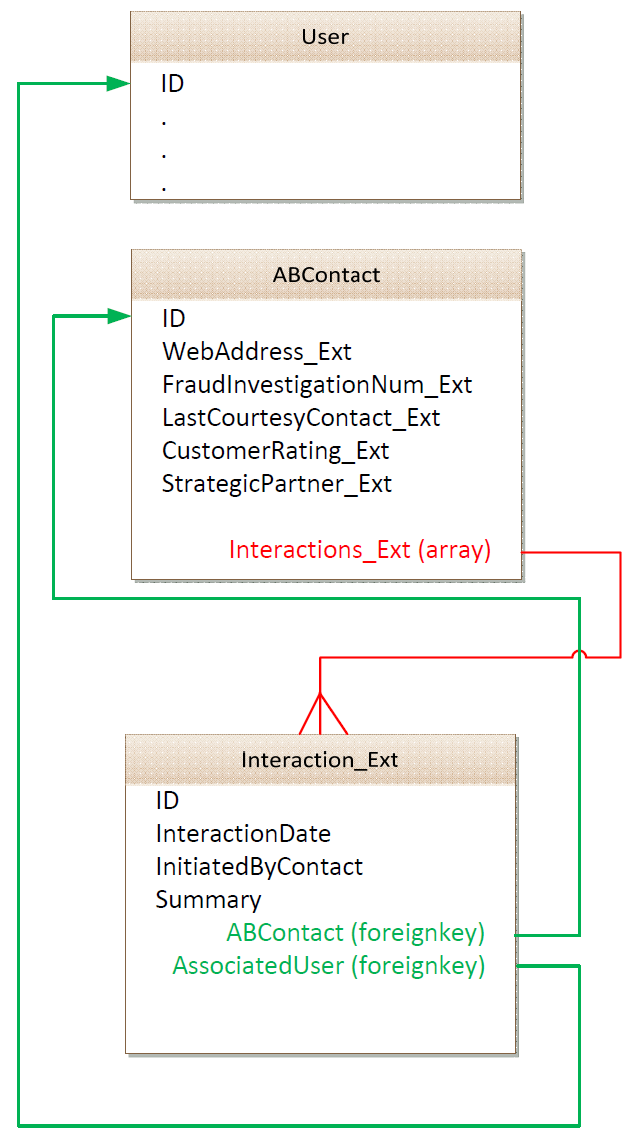 User
ID
.
.
.
ABContact
ID
WebAddress_Ext
FraudInvestigationNum_Ext
LastCourtesyContact_Ext
CustomerRating_Ext
StrategicPartner_Ext
Interactions_Ext (array)
Interaction_Ext
ID
InteractionDate
InitiatedByContact
Summary
ABContact (foreignkey)
AssociatedUser (foreignkey)